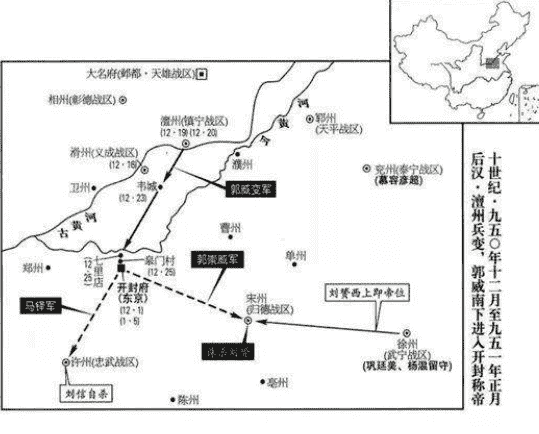 大名府(邺都·天雄战区)
相州(彰德战区)
澶州(镇宁战区)
(12·19)(12·20)
古黄河
郓州
(天平战区)
滑州(义成战区)
(12·16)
濮州
兖州(泰宁战区)
(慕容彦超)
卫州
韦城
(12·23)
郭威变军
古黄河
曹州
七里店
(12·25)
皋门村
(12·25)
郭崇威军
单州
郑州
开封府
(东京)
(12·1)
(1·5)
马铎军
宋州
(归德战区)
刘赟西上即帝位
徐州
(武宁战区)
(巩廷美、杨温留守)
许州(忠武战区)
刘信自杀
亳州
陈州
十世纪·九五〇年十二月至九五一年正月
后汉·澶州兵变，郭威南下进入开封称帝